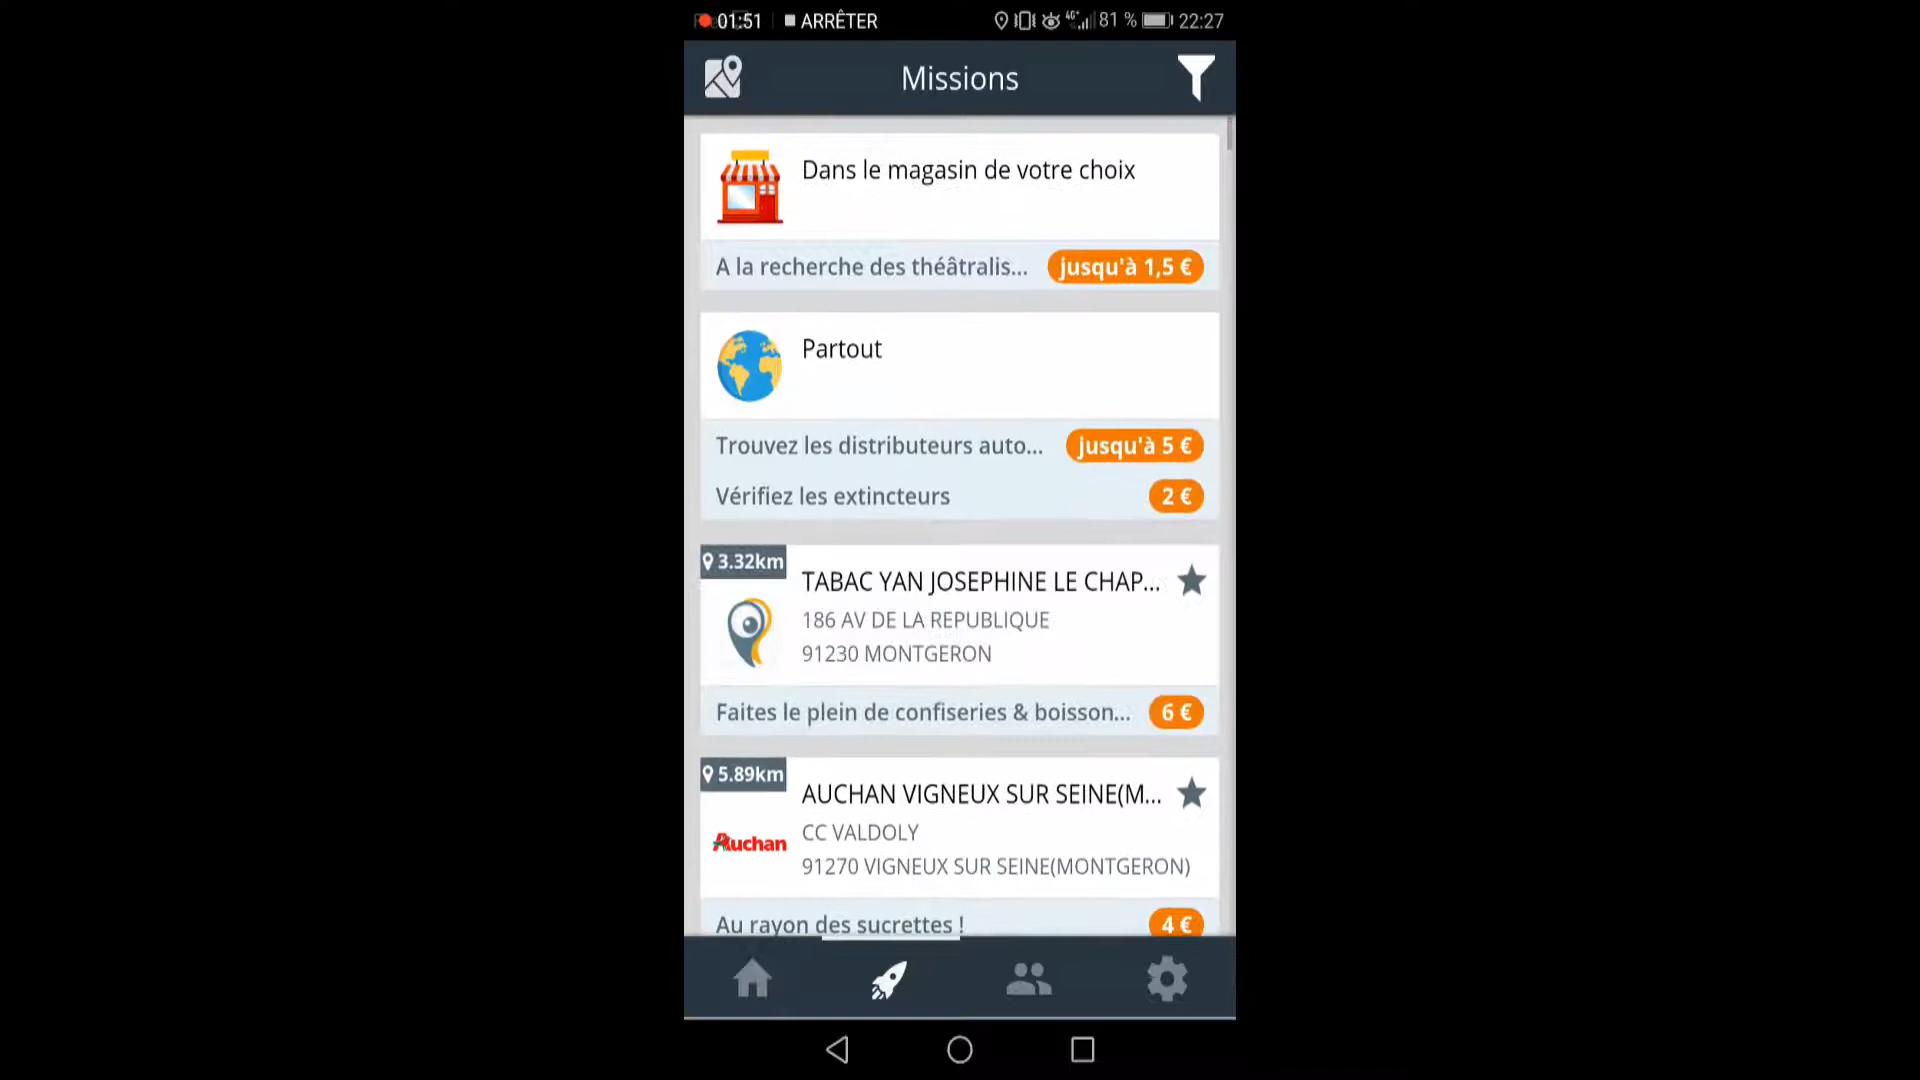 01:51 ARRÊTER 4G+ 81 % 22:27
Missions
Dans le magasin de votre choix
A la recherche des théâtralis... jusqu'à 1,5 €
Partout
Trouvez les distributeurs auto... jusqu'à 5 €
Vérifiez les extincteurs 2 €
3.32km
TABAC YAN JOSEPHINE LE CHAP...
186 AV DE LA REPUBLIQUE
91230 MONTGERON
Faites le plein de confiseries & boisson... 6 €
5.89km
AUCHAN VIGNEUX SUR SEINE(M...
Auchan
CC VALDOLY
91270 VIGNEUX SUR SEINE(MONTGERON)
Au rayon des sucrettes ! 4 €